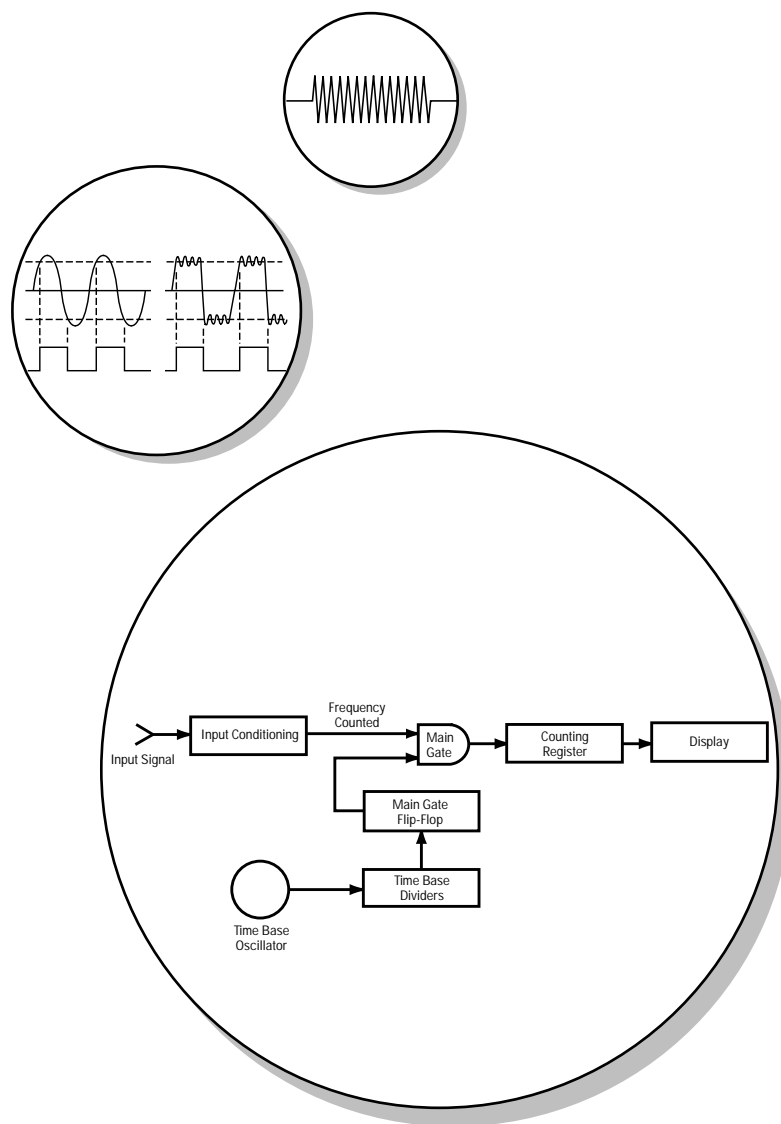 Frequency
Counted
Input Conditioning
Main
Gate
Counting
Register
Display
Input Signal
Main Gate
Flip-Flop
Time Base
Dividers
Time Base
Oscillator